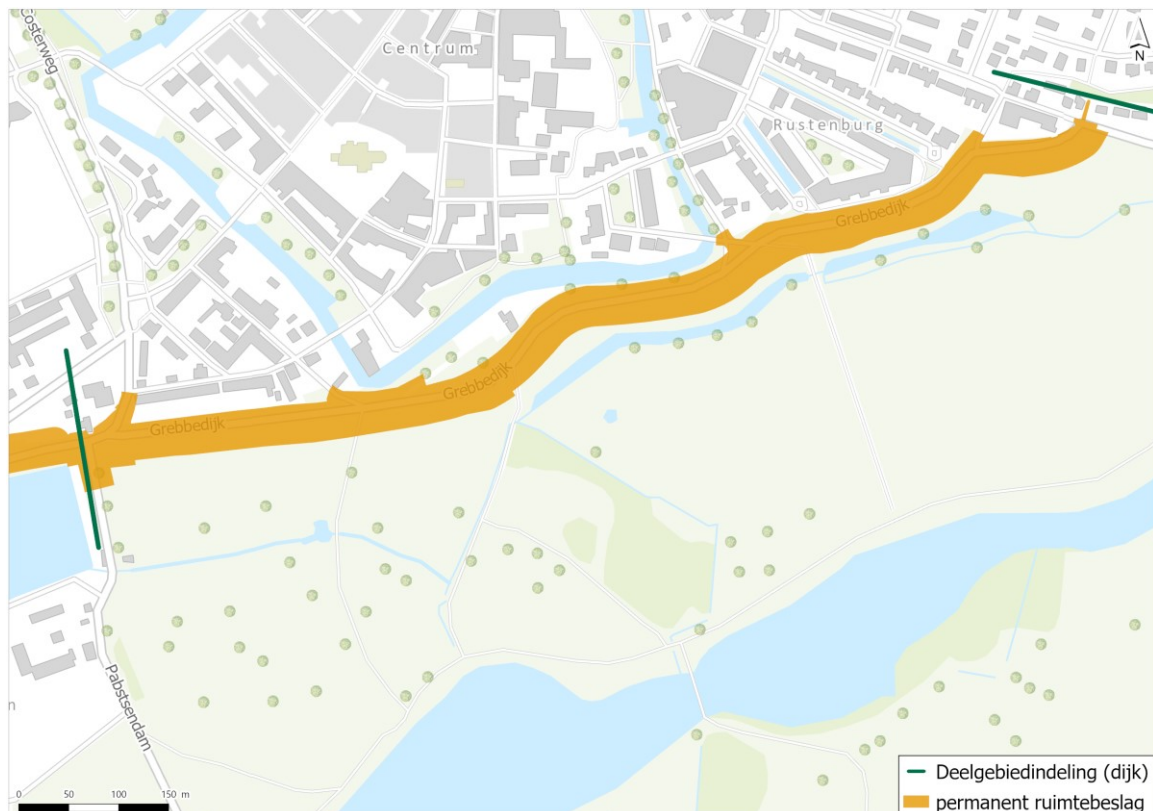 Oosterweg
Centrum
N
Rustenburg
Grebbedijk
Grebbedijk
Grebbedijk
Pabstsendam
n
0 50 100 150 m
Deelgebiedindeling (dijk)
permanent ruimtebeslag